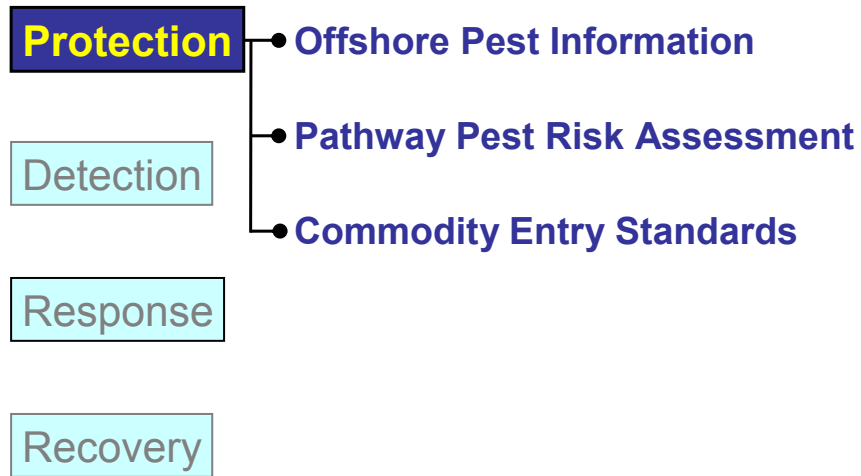 Protection
Offshore Pest Information
Pathway Pest Risk Assessment
Detection
Commodity Entry Standards
Response
Recovery